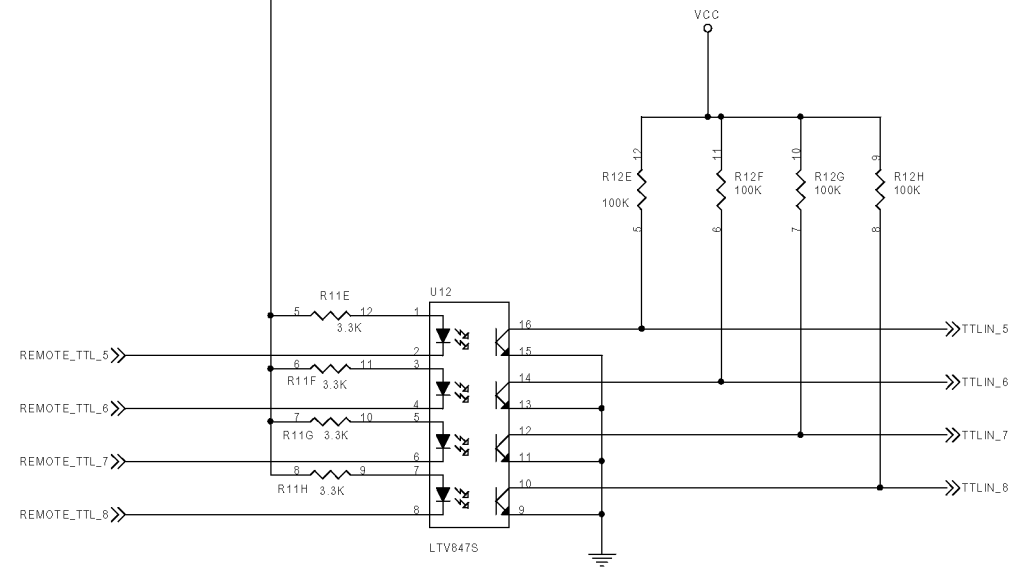 VCC
12
11
10
9
R12E
100K
R12F
100K
R12G
100K
R12H
100K
5
6
7
8
U12
R11E
5
12
3.3K
1
16
TTLIN_5
REMOTE_TTL_5
2
15
6
11
3
R11F
3.3K
14
TTLIN_6
REMOTE_TTL_6
4
13
7
10
5
R11G
3.3K
12
TTLIN_7
REMOTE_TTL_7
6
11
8
9
7
R11H
3.3K
10
TTLIN_8
REMOTE_TTL_8
8
9
LTV847S